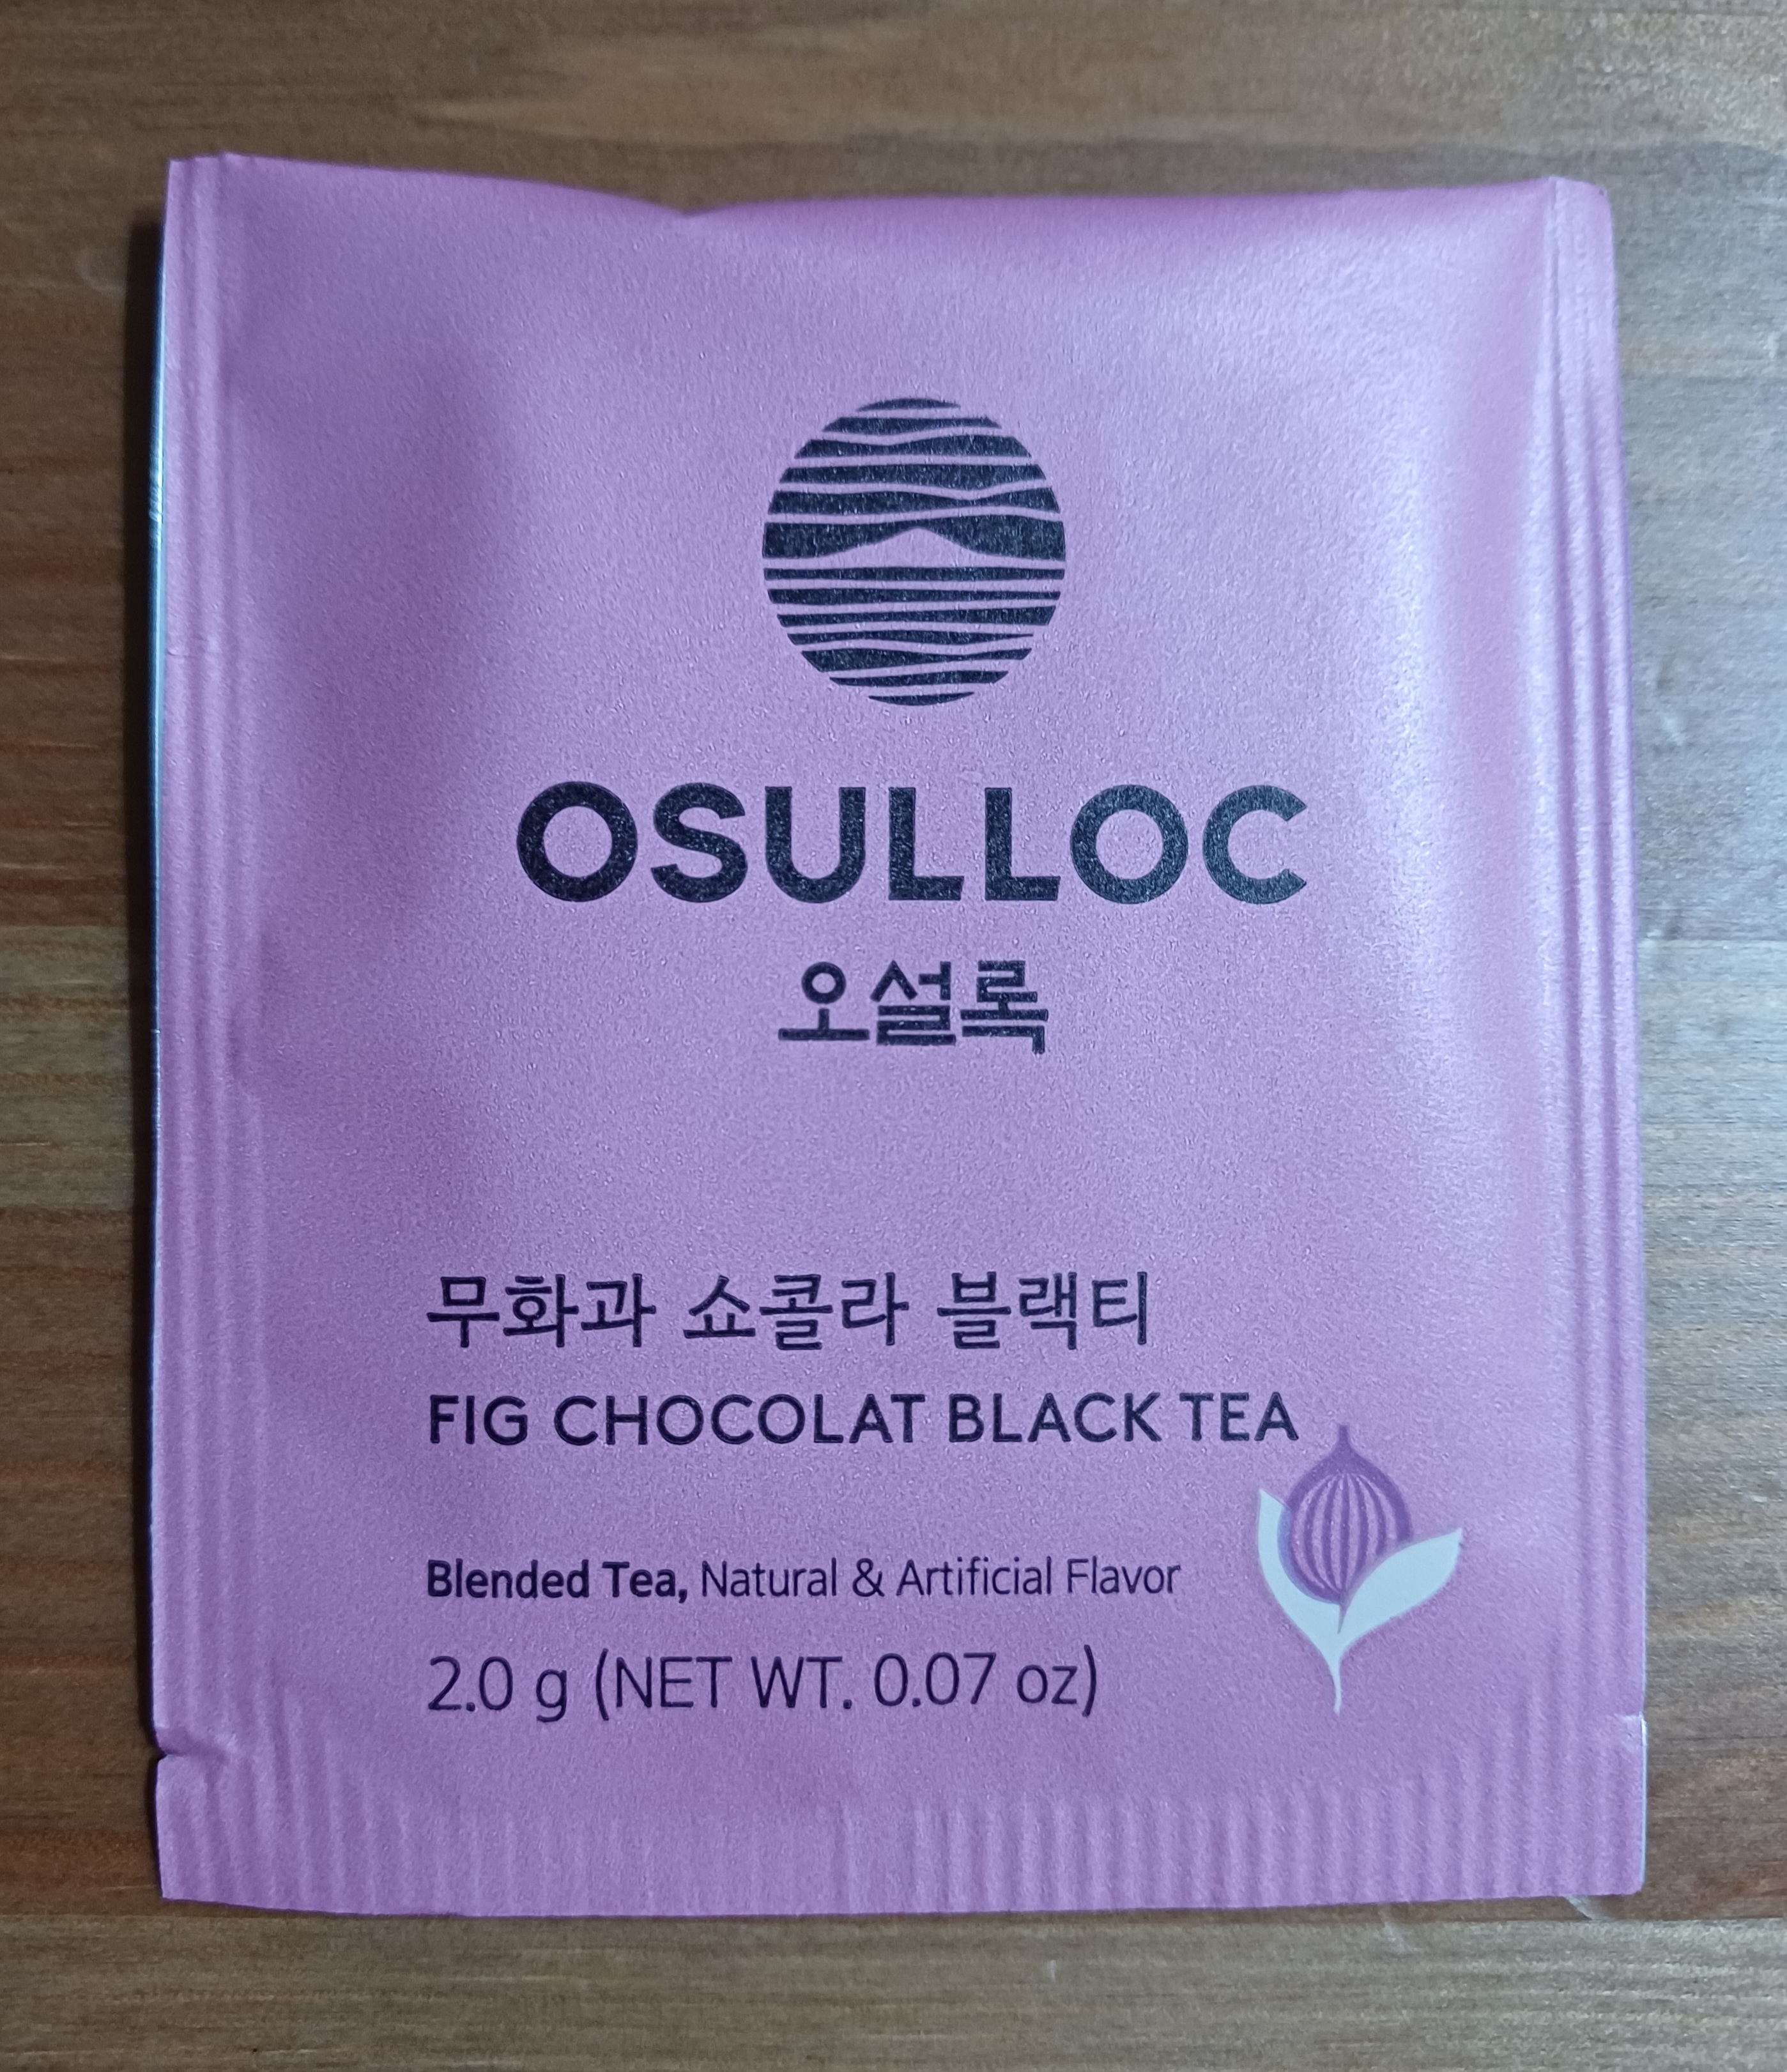 OSULLOC
오설록
무화과 쇼콜라 블랙티
FIG CHOCOLAT BLACK TEA
Blended Tea, Natural & Artificial Flavor
2.0 g (NET WT. 0.07 oz)